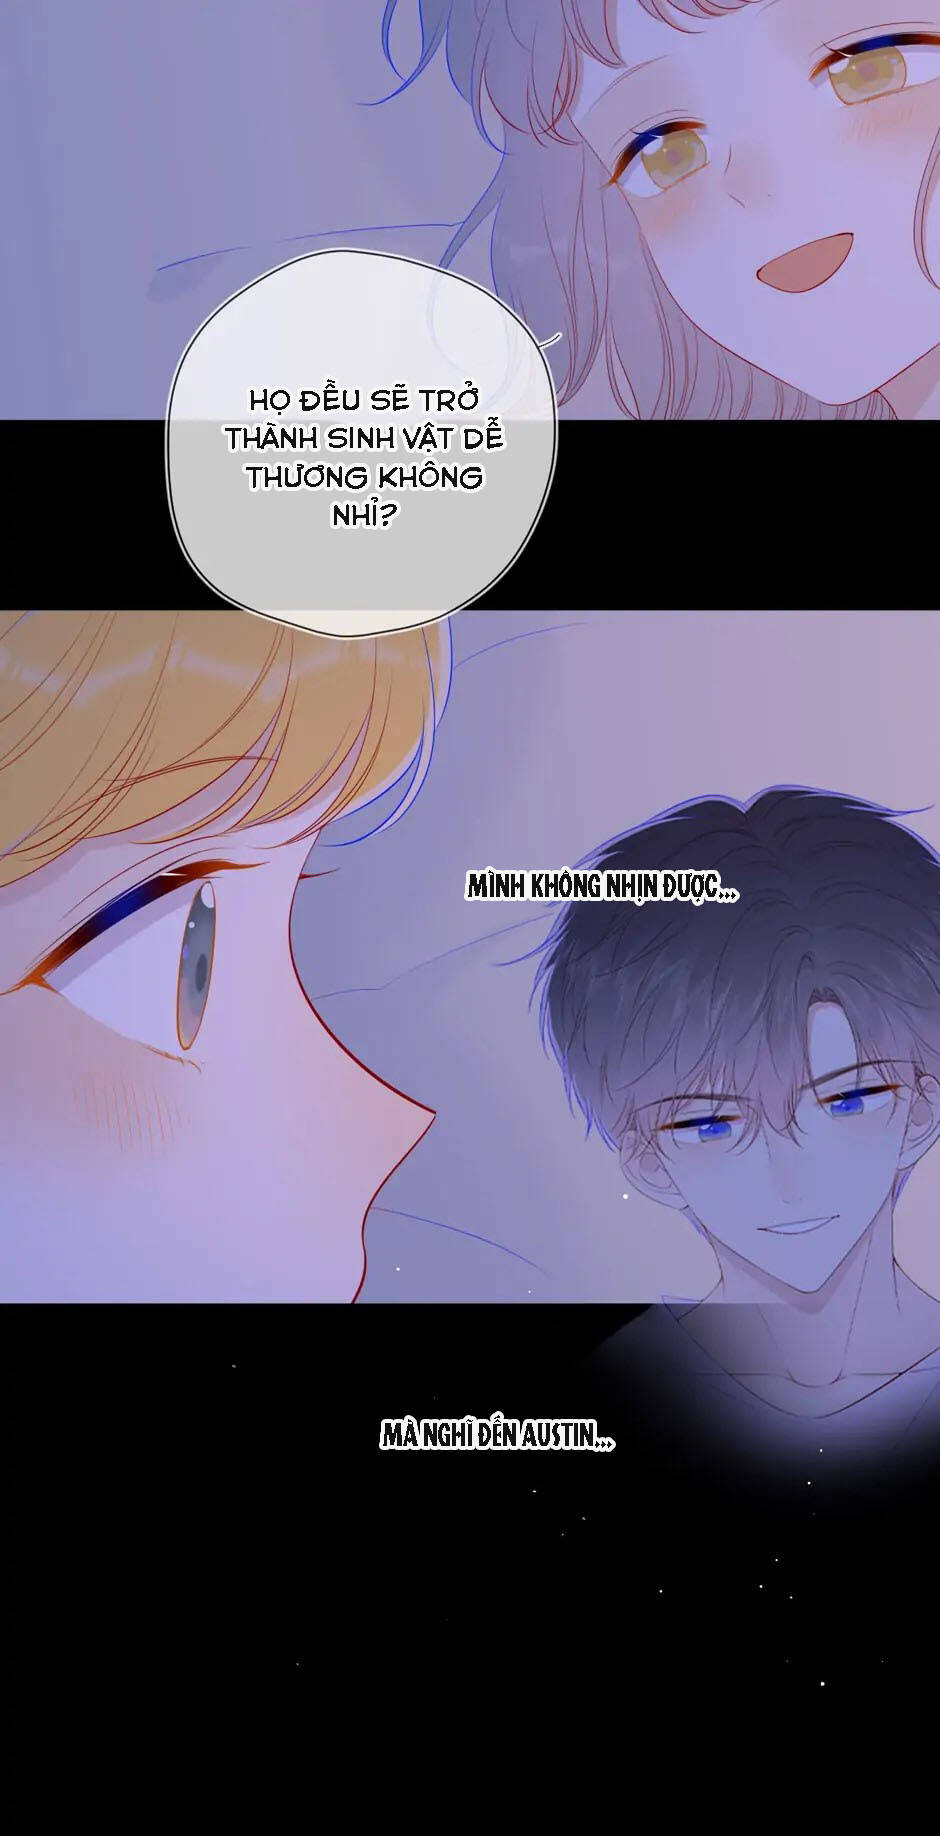 HỌ ĐỀU SẼ TRỞ
THÀNH SINH VẬT DỄ
THƯƠNG KHÔNG
NHỈ?
MÌNH KHÔNG NHỊN ĐƯỢC...
MÀ NGHĨ ĐẾN AUSTIN...